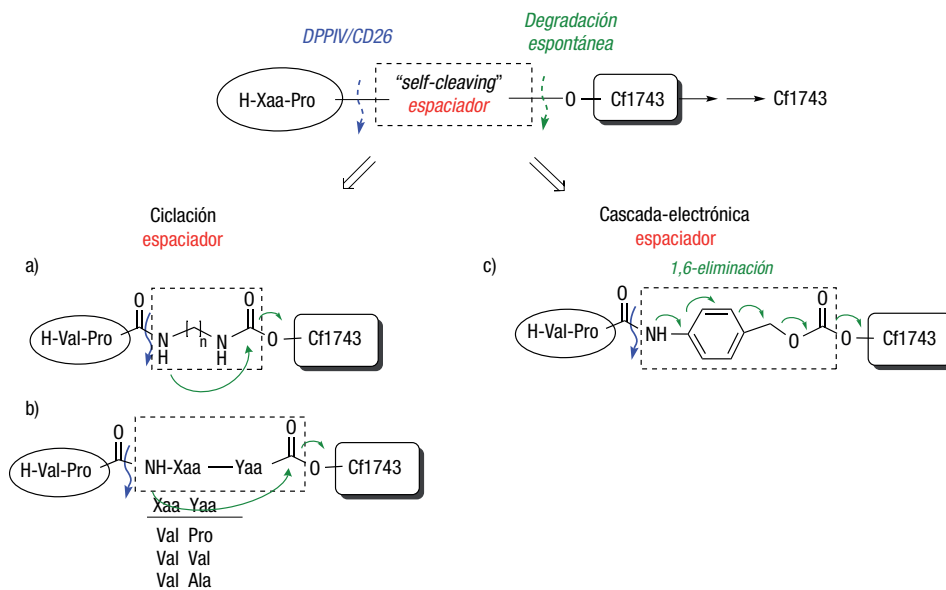 DPPIV/CD26
Degradación
espontánea
H-Xaa-Pro
“self-cleaving”
espaciador
O
Cf1743
Cf1743
Ciclación
espaciador
Cascada-electrónica
espaciador
a)
c)
1,6-eliminación
H-Val-Pro
O
N
H
n
N
H
O
O
Cf1743
H-Val-Pro
O
NH
O
O
O
Cf1743
b)
H-Val-Pro
O
NH-Xaa
Yaa
O
O
Cf1743
Xaa Yaa
Val Pro
Val Val
Val Ala